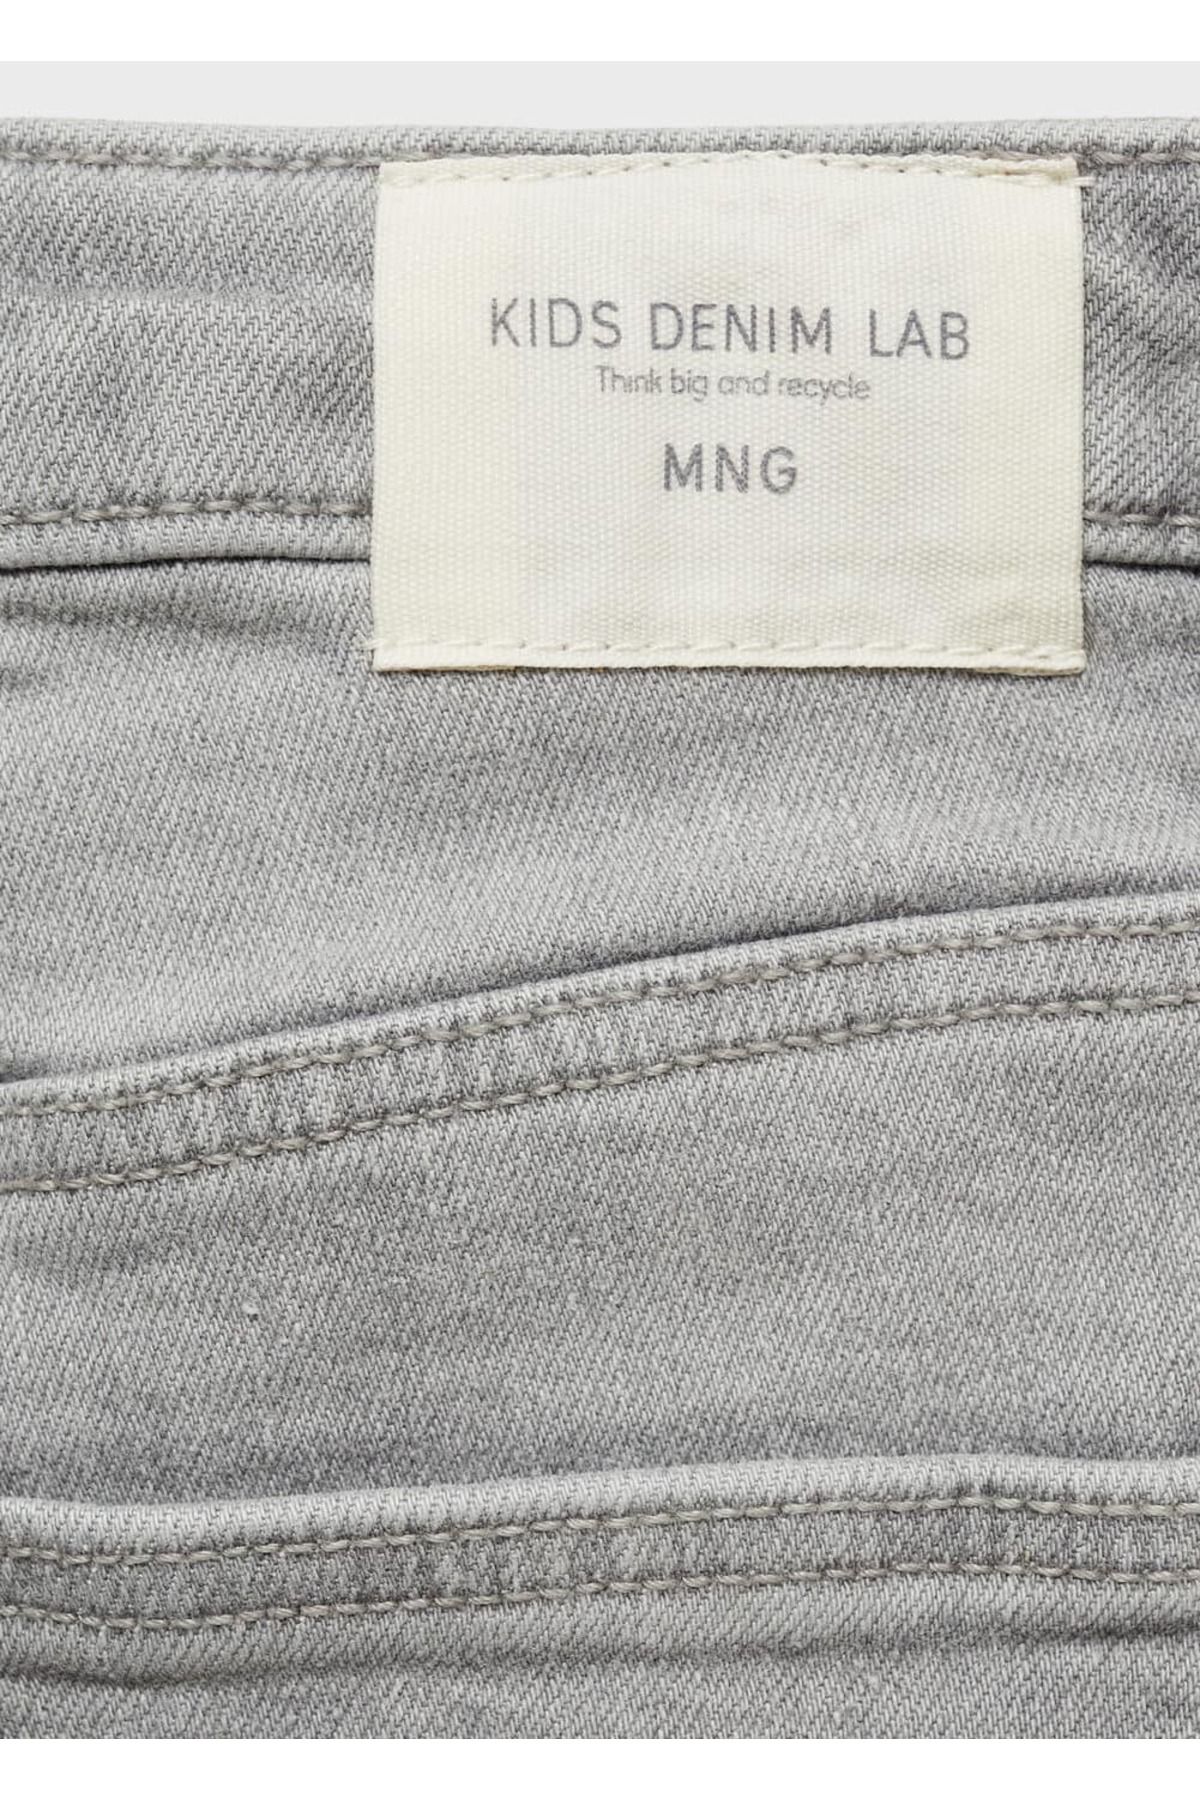 KIDS DENIM LAB
Think big and recycle
MNG